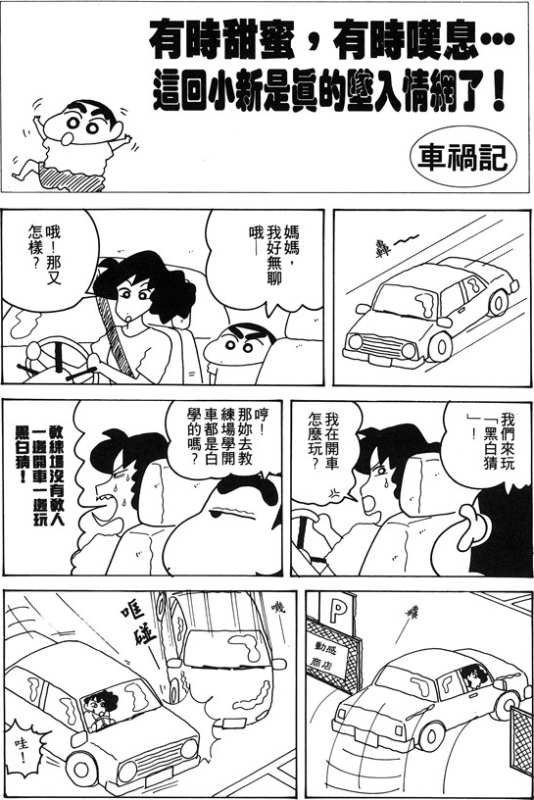 有時甜蜜，有時嘆息…
這回小新是真的墜入情網了！
車禍記
轟
媽媽，
我好無聊
哦—
哦！那又
怎樣？
我們來玩
「黑白猜
」！
我在開車
怎麼玩？
哼！
那妳去教
練場學開
車都是白
學的嗎？
教練場沒有教人
一邊開車一邊玩
黑白猜！
P
動感
商店
哐
碰
哇！